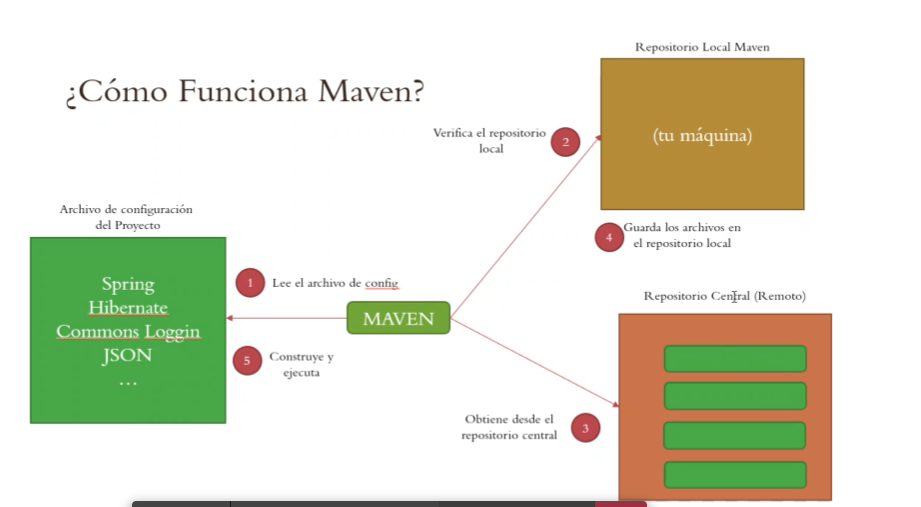 Repositorio Local Maven
¿Cómo Funciona Maven?
(tu máquina)
Verifica el repositorio
local
2
Archivo de configuración
del Proyecto
4
Guarda los archivos en
el repositorio local
Spring
Hibernate
Commons Loggin
JSON
...
1
Lee el archivo de config
MAVEN
5
Construye y
ejecuta
Repositorio Central (Remoto)
Obtiene desde el
repositorio central
3